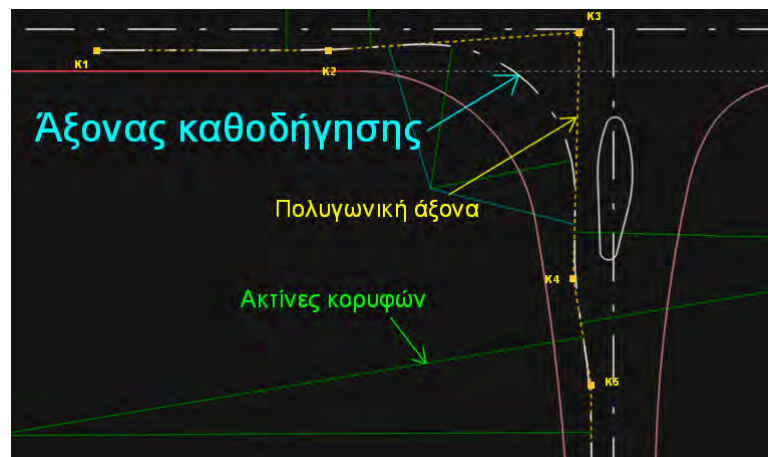 K3
K1
K2
Άξονας καθοδήγησης
Πολυγωνική άξονα
K4
Ακτίνες κορυφών
K5